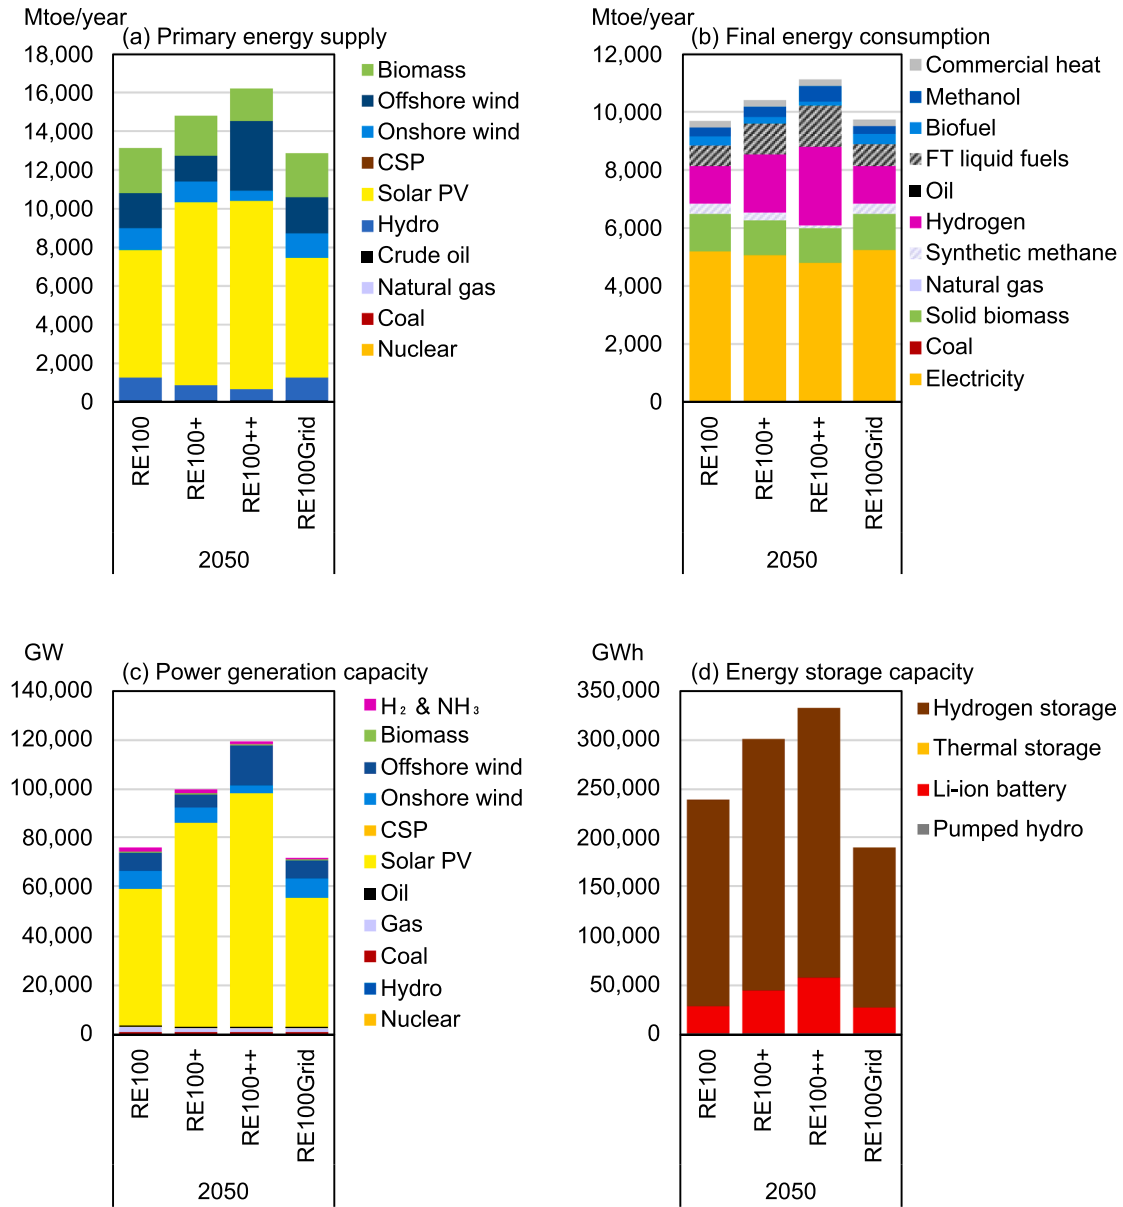 Mtoe/year
(a) Primary energy supply
18,000
16,000
14,000
12,000
10,000
8,000
6,000
4,000
2,000
0
Biomass
Offshore wind
Onshore wind
CSP
Solar PV
Hydro
Crude oil
Natural gas
Coal
Nuclear
RE100
RE100+
RE100++
RE100Grid
2050
Mtoe/year
(b) Final energy consumption
12,000
10,000
8,000
6,000
4,000
2,000
0
Commercial heat
Methanol
Biofuel
FT liquid fuels
Oil
Hydrogen
Synthetic methane
Natural gas
Solid biomass
Coal
Electricity
RE100
RE100+
RE100++
RE100Grid
2050
GW
(c) Power generation capacity
140,000
120,000
100,000
80,000
60,000
40,000
20,000
0
H₂ & NH₃
Biomass
Offshore wind
Onshore wind
CSP
Solar PV
Oil
Gas
Coal
Hydro
Nuclear
RE100
RE100+
RE100++
RE100Grid
2050
GWh
(d) Energy storage capacity
350,000
300,000
250,000
200,000
150,000
100,000
50,000
0
Hydrogen storage
Thermal storage
Li-ion battery
Pumped hydro
RE100
RE100+
RE100++
RE100Grid
2050